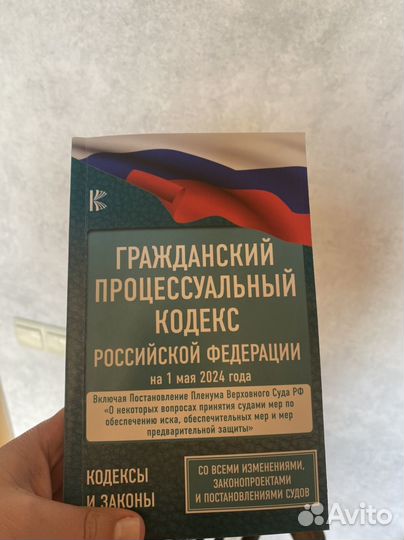 К
ГРАЖДАНСКИЙ
ПРОЦЕССУАЛЬНЫЙ
КОДЕКС
РОССИЙСКОЙ ФЕДЕРАЦИИ
на 1 мая 2024 года
Включая Постановление Пленума Верховного Суда РФ
«О некоторых вопросах принятия судами мер по
обеспечению иска, обеспечительных мер и мер
предварительной защиты»
КОДЕКСЫ
И ЗАКОНЫ
СО ВСЕМИ ИЗМЕНЕНИЯМИ,
ЗАКОНОПРОЕКТАМИ
И ПОСТАНОВЛЕНИЯМИ СУДОВ
Avito